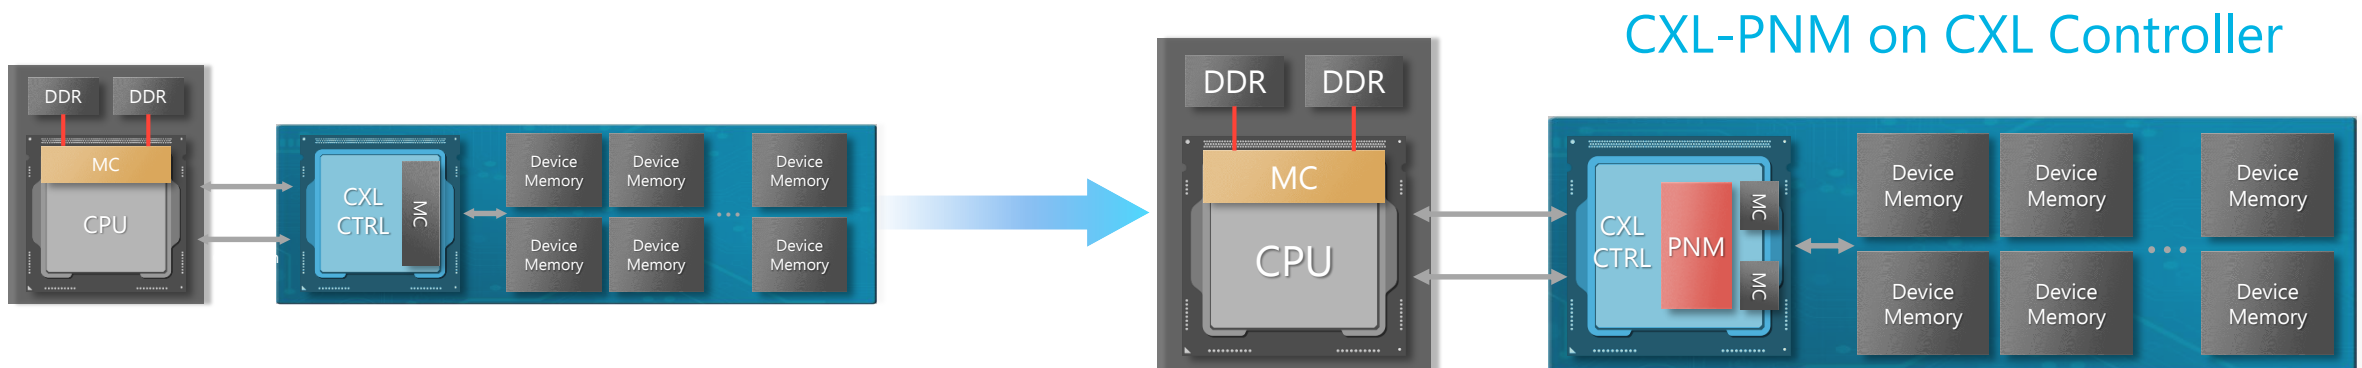 CXL-PNM on CXL Controller
DDR DDR
MC
CPU
CXL
CTRL
MC
Device
Memory
Device
Memory
Device
Memory
Device
Memory
Device
Memory
Device
Memory
...
DDR DDR
MC
CPU
CXL
CTRL
PNM
MC
MC
Device
Memory
Device
Memory
Device
Memory
Device
Memory
Device
Memory
Device
Memory
...